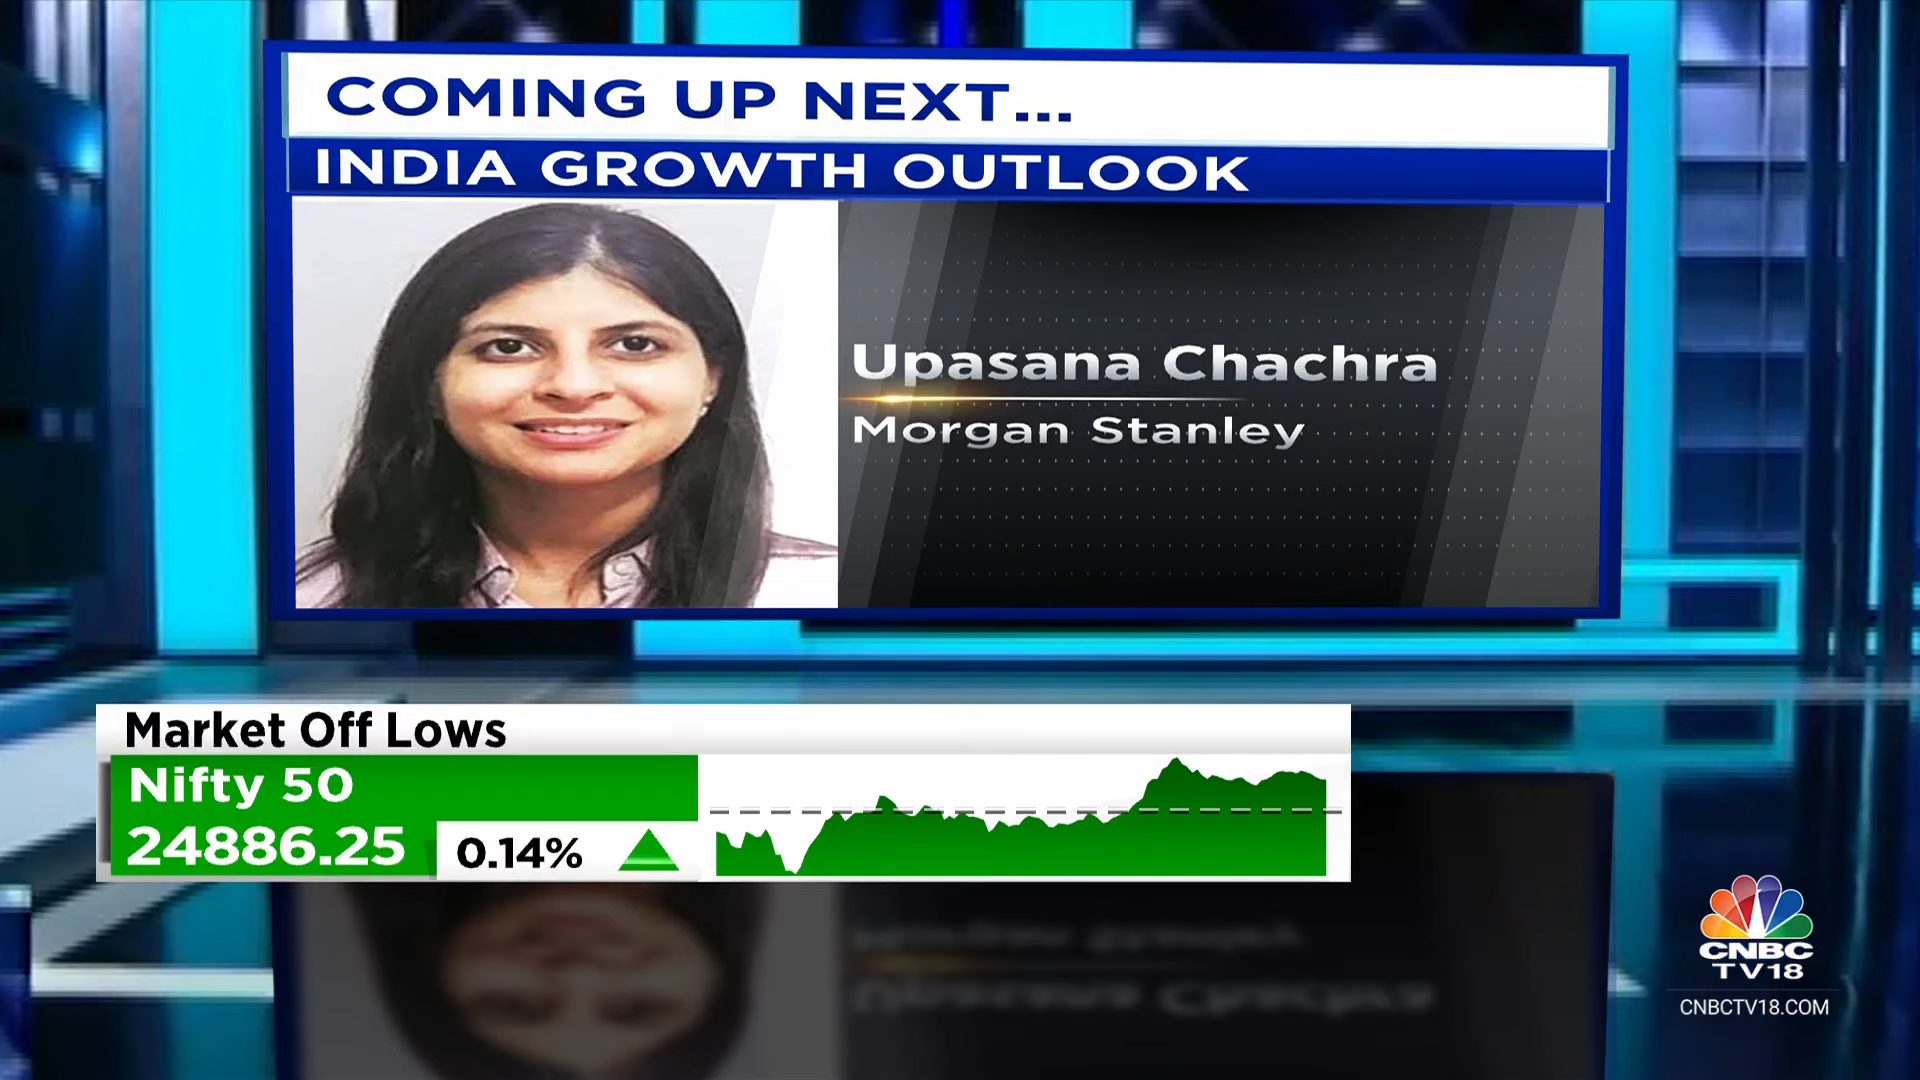 COMING UP NEXT...
INDIA GROWTH OUTLOOK
Upasana Chachra
Morgan Stanley
Market Off Lows
Nifty 50
24886.25
0.14%
CNBC
TV18
CNBCTV18.COM